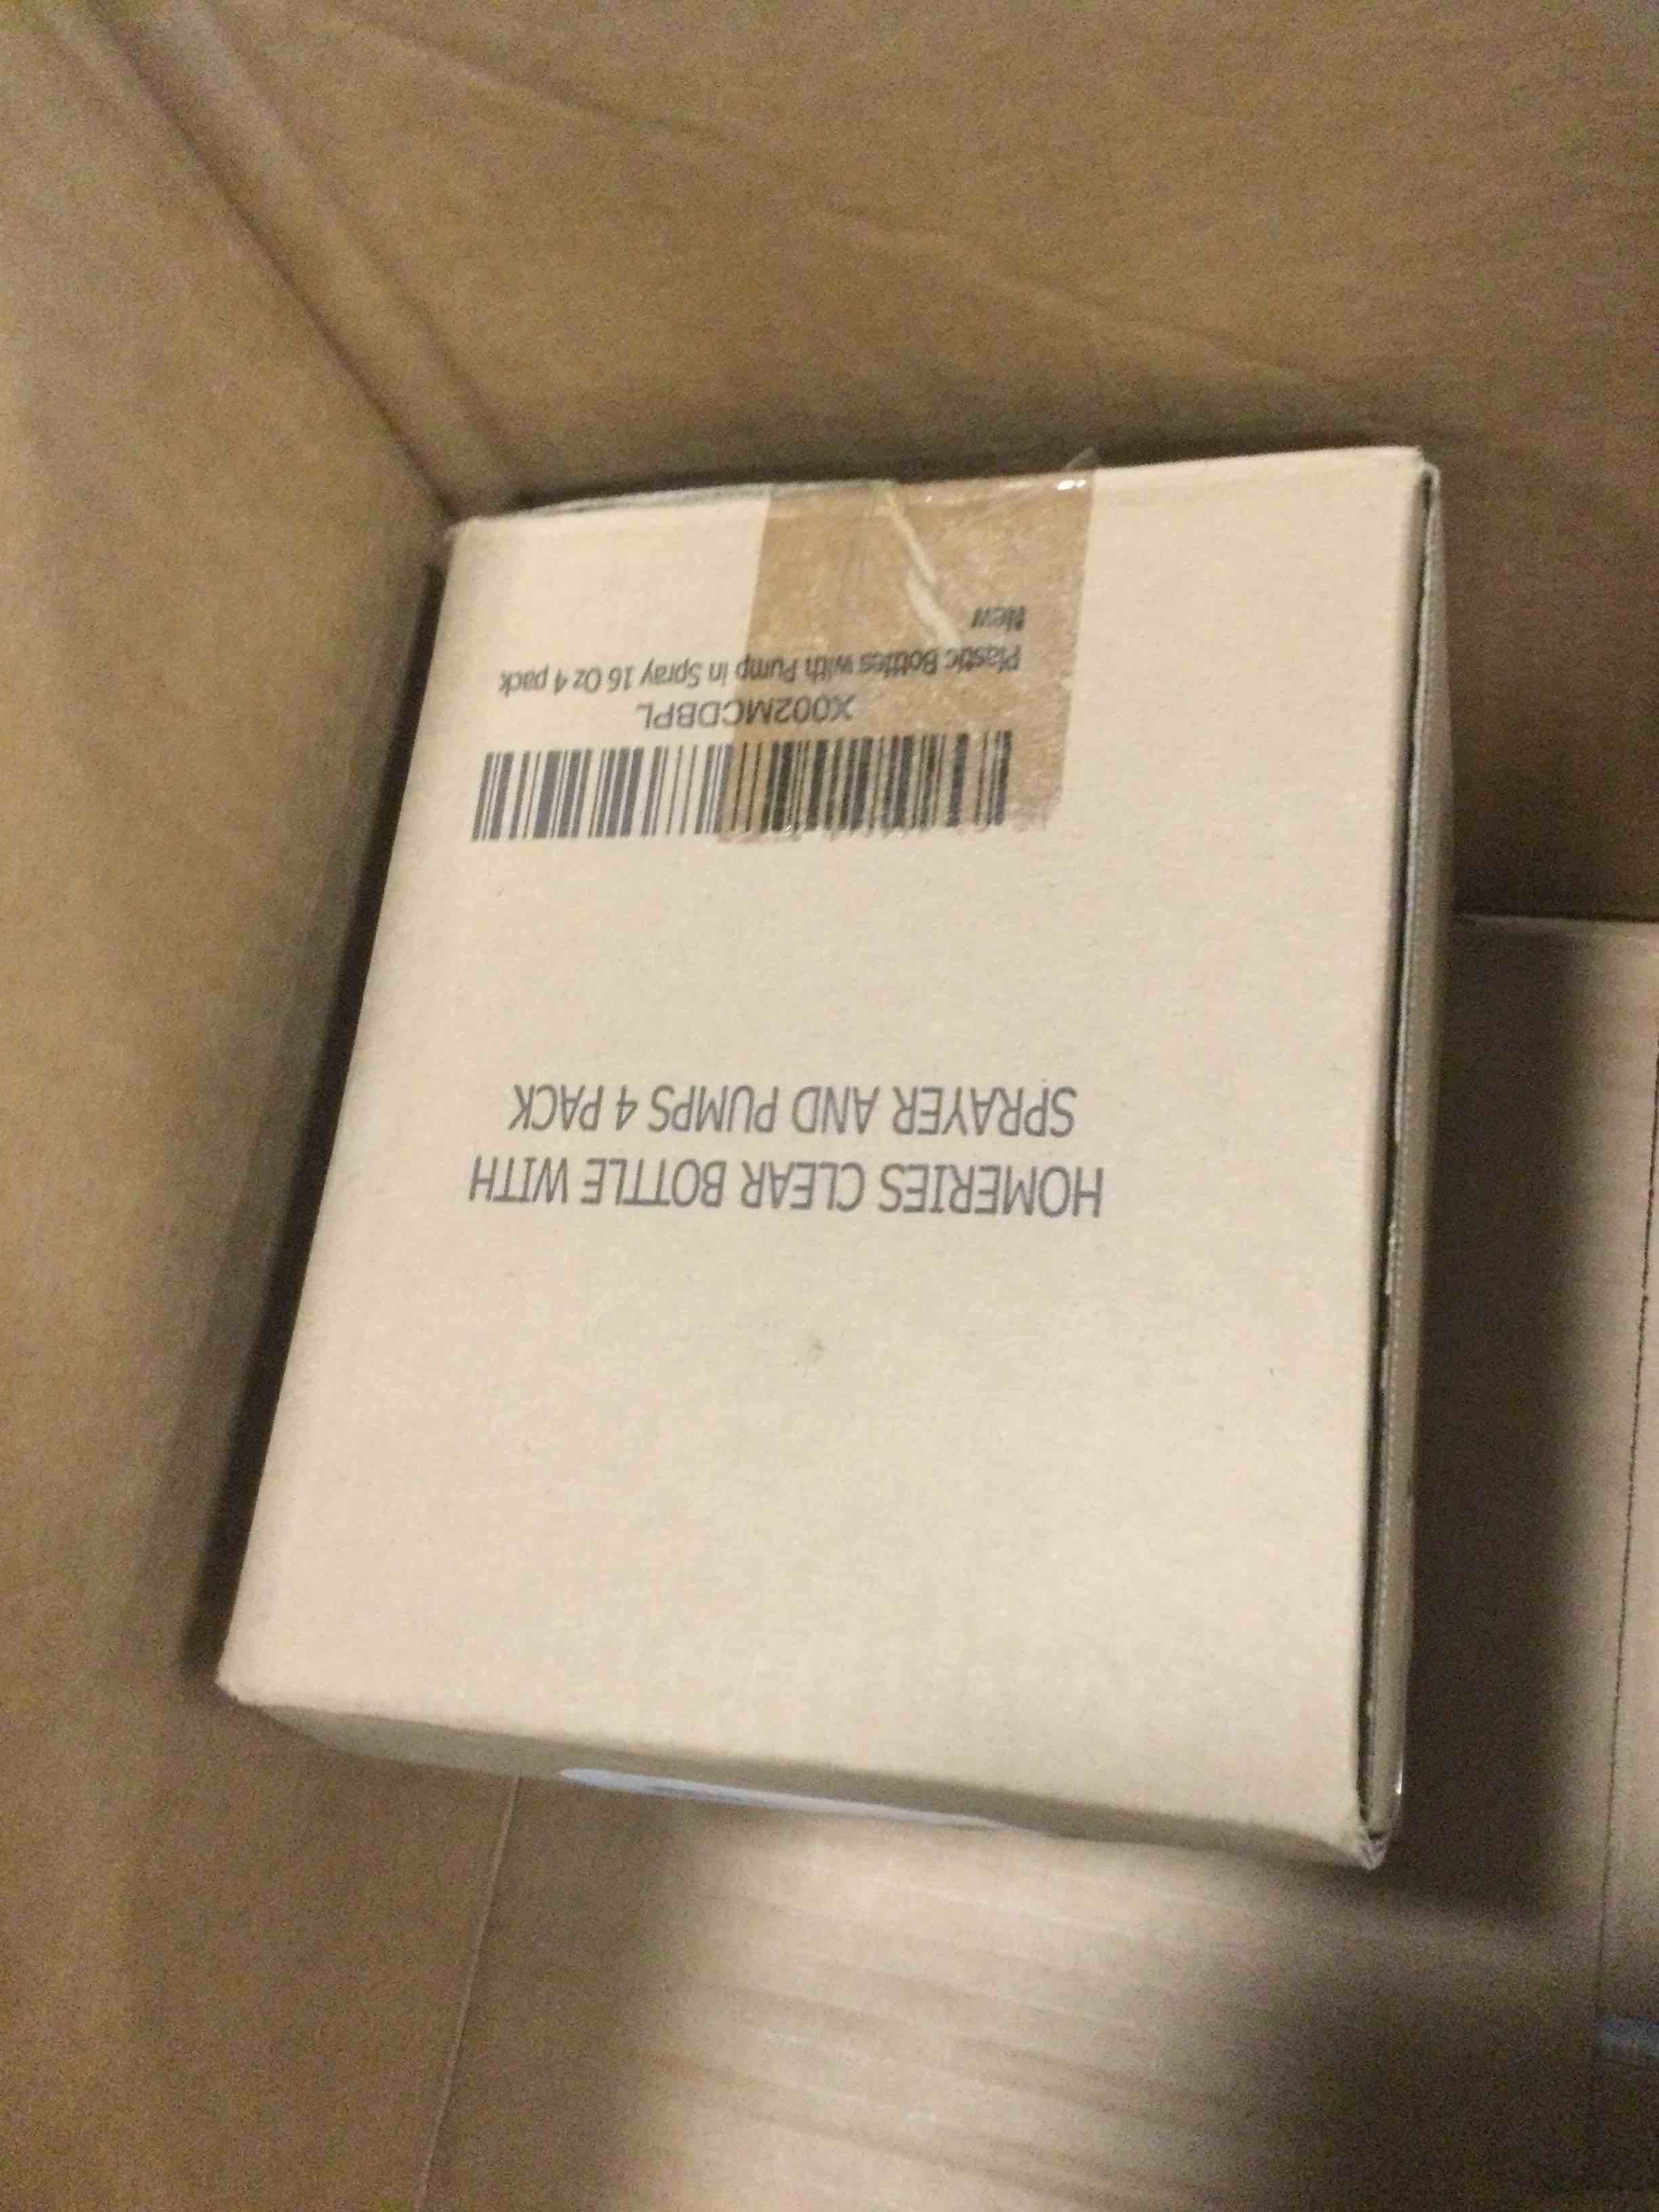 HOMERIES CLEAR BOTTLE WITH
SPRAYER AND PUMPS 4 PACK
X002MCDBPL
Plastic Bottles with Pump in Spray 16 Oz 4 pack
New